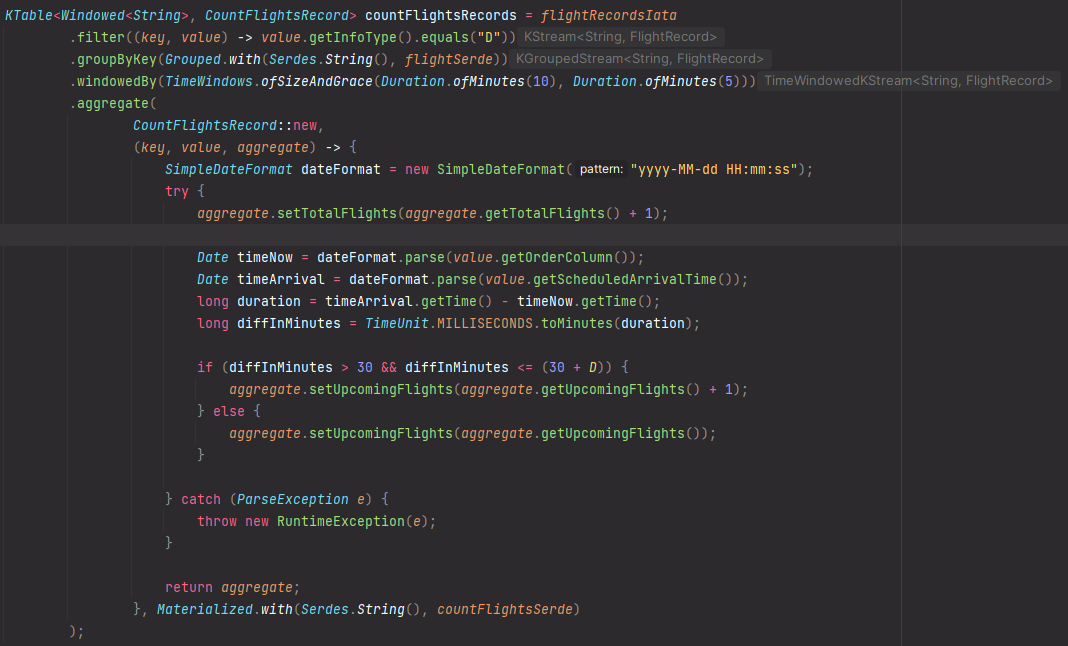 KTable<Windowed<String>, CountFlightsRecord> countFlightsRecords = flightRecordsIata
        .filter((key, value) -> value.getInfoType().equals("D")) KStream<String, FlightRecord>
        .groupByKey(Grouped.with(Serdes.String(), flightSerde)) KGroupedStream<String, FlightRecord>
        .windowedBy(TimeWindows.ofSizeAndGrace(Duration.ofMinutes(10), Duration.ofMinutes(5))) TimeWindowedKStream<String, FlightRecord>
        .aggregate(
                CountFlightsRecord::new,
                (key, value, aggregate) -> {
                    SimpleDateFormat dateFormat = new SimpleDateFormat( pattern: "yyyy-MM-dd HH:mm:ss");
                    try {
                        aggregate.setTotalFlights(aggregate.getTotalFlights() + 1);

                        Date timeNow = dateFormat.parse(value.getOrderColumn());
                        Date timeArrival = dateFormat.parse(value.getScheduledArrivalTime());
                        long duration = timeArrival.getTime() - timeNow.getTime();
                        long diffInMinutes = TimeUnit.MILLISECONDS.toMinutes(duration);

                        if (diffInMinutes > 30 && diffInMinutes <= (30 + D)) {
                            aggregate.setUpcomingFlights(aggregate.getUpcomingFlights() + 1);
                        } else {
                            aggregate.setUpcomingFlights(aggregate.getUpcomingFlights());
                        }

                    } catch (ParseException e) {
                        throw new RuntimeException(e);
                    }

                    return aggregate;
                }, Materialized.with(Serdes.String(), countFlightsSerde)
        );